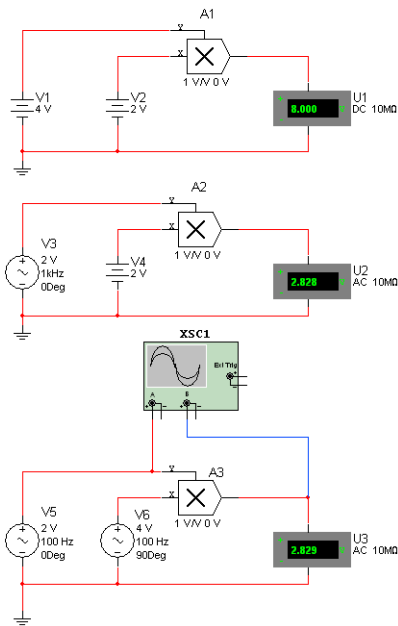 A1
Y
X
1 V/V 0 V
V1
4 V
V2
2 V
8.000
V
U1
DC 10MΩ
A2
Y
X
1 V/V 0 V
V3
2 V
1kHz
0Deg
V4
2 V
2.828
V
U2
AC 10MΩ
XSC1
Ext Trig
A
B
A3
Y
X
1 V/V 0 V
V5
2 V
100 Hz
0Deg
V6
4 V
100 Hz
90Deg
2.829
V
U3
AC 10MΩ